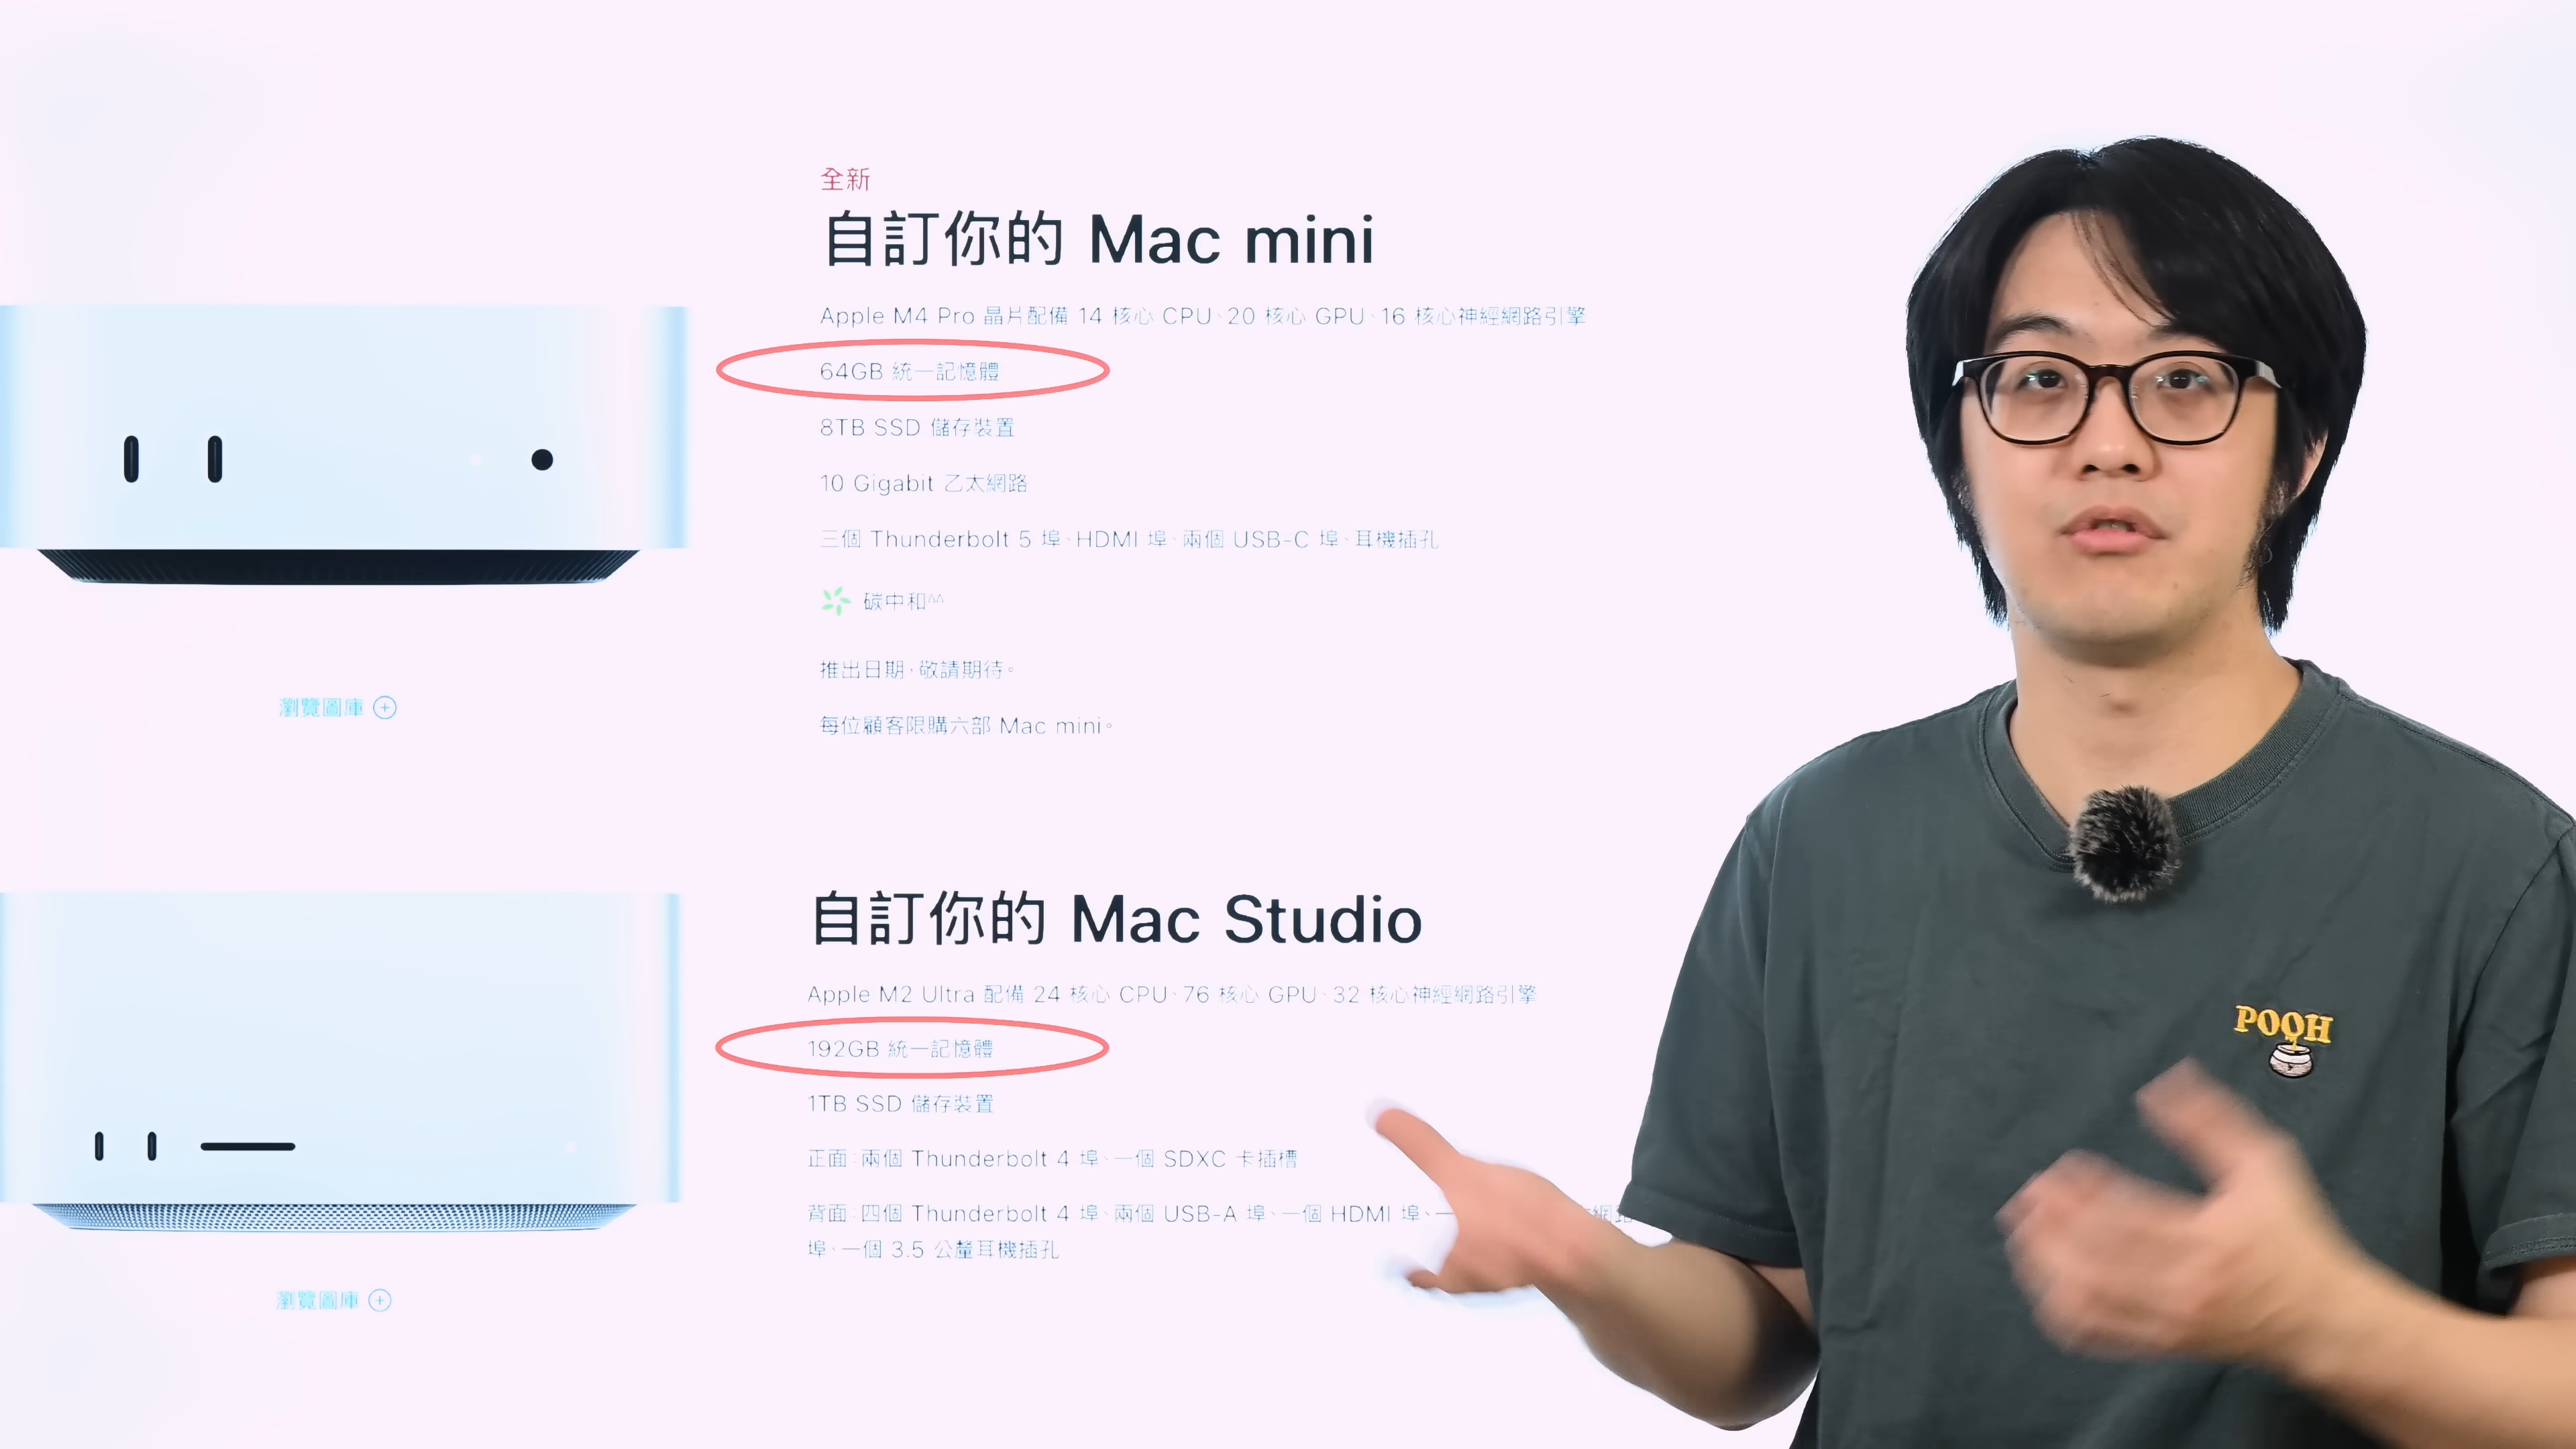 全新
自訂你的 Mac mini
Apple M4 Pro 晶片配備 14 核心 CPU、20 核心 GPU、16 核心神經網路引擎
64GB 統一記憶體
8TB SSD 儲存裝置
10 Gigabit 乙太網路
三個 Thunderbolt 5 埠、HDMI 埠、兩個 USB-C 埠、耳機插孔
碳中和^^
推出日期，敬請期待。
每位顧客限購六部 Mac mini。
瀏覽圖庫
自訂你的 Mac Studio
Apple M2 Ultra 配備 24 核心 CPU、76 核心 GPU、32 核心神經網路引擎
192GB 統一記憶體
1TB SSD 儲存裝置
正面：兩個 Thunderbolt 4 埠、一個 SDXC 卡插槽
背面：四個 Thunderbolt 4 埠、兩個 USB-A 埠、一個 HDMI 埠、一
埠、一個 3.5 公釐耳機插孔
瀏覽圖庫
POOH